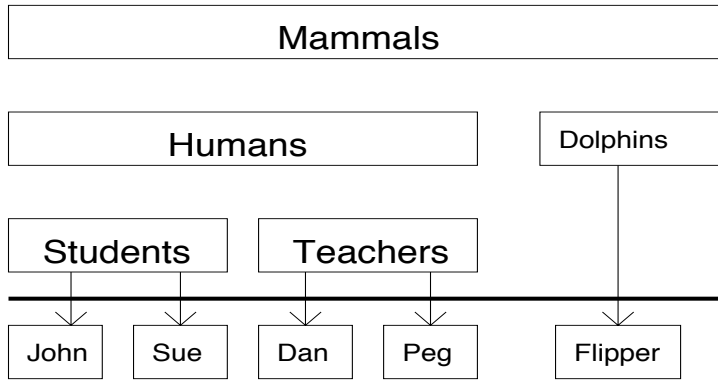 Mammals
Humans
Dolphins
Students
Teachers
John
Sue
Dan
Peg
Flipper